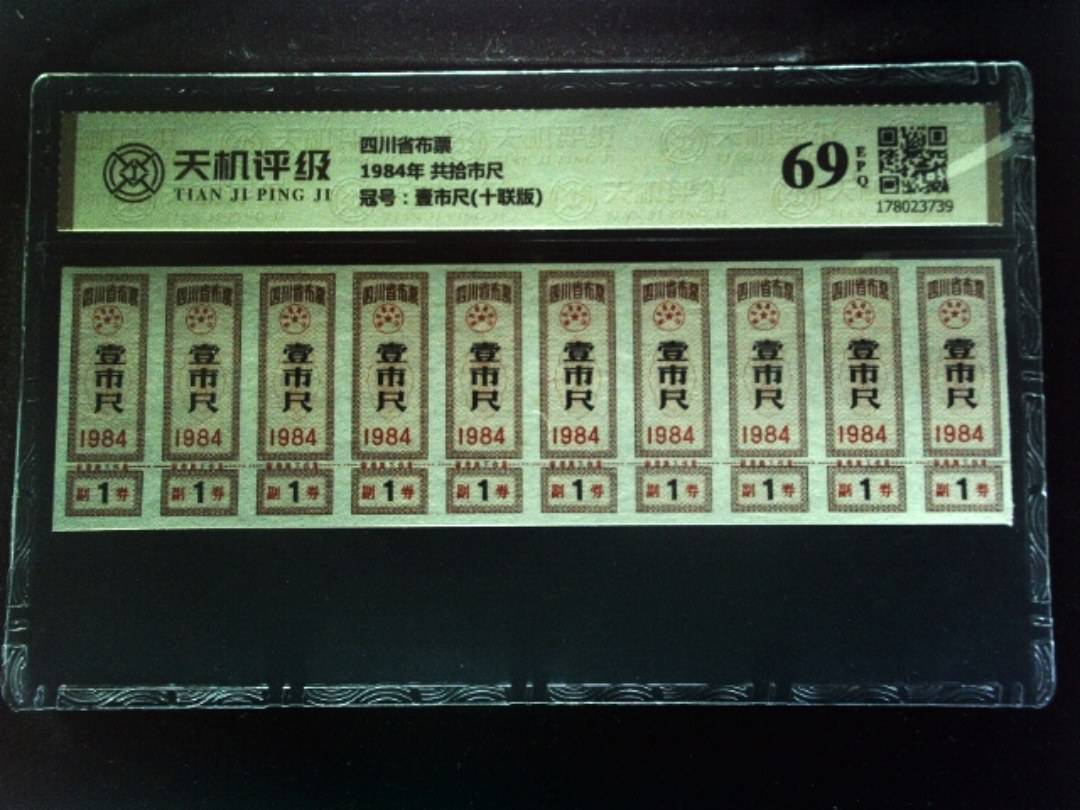 天机评级
TIAN JI PING JI
四川省布票
1984年 共拾市尺
冠号：壹市尺(十联版)
69
EPQ
178023739
四川省布票 四川省布票 四川省布票 四川省布票 四川省布票 四川省布票 四川省布票 四川省布票 四川省布票 四川省布票
壹市尺 壹市尺 壹市尺 壹市尺 壹市尺 壹市尺 壹市尺 壹市尺 壹市尺 壹市尺
1984 1984 1984 1984 1984 1984 1984 1984 1984 1984
副1券 副1券 副1券 副1券 副1券 副1券 副1券 副1券 副1券 副1券